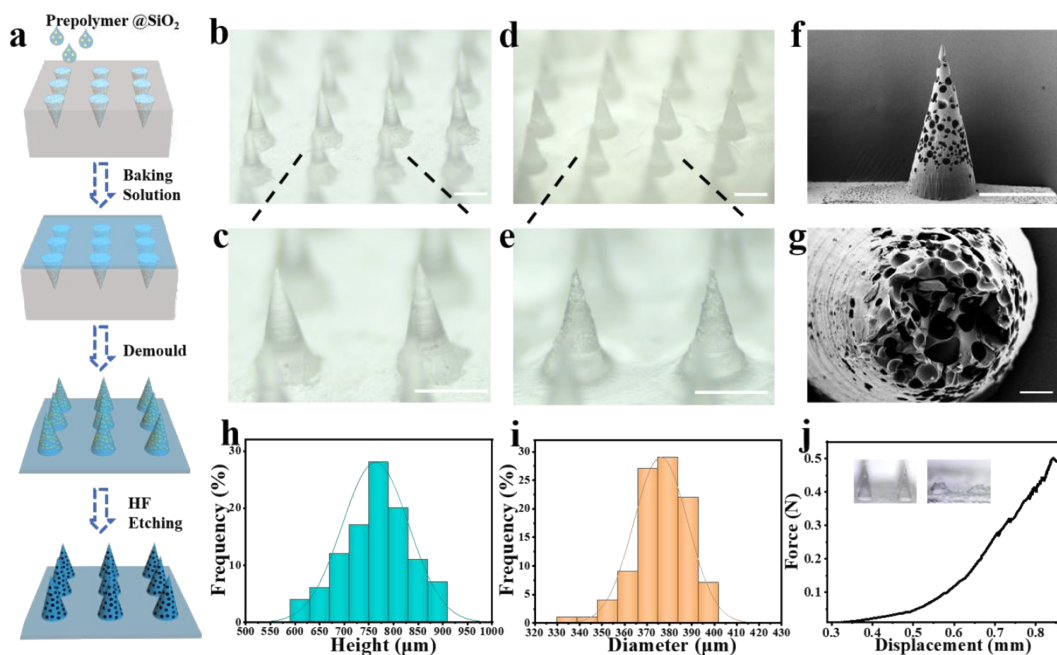 a
Prepolymer @SiO₂
Baking
Solution
Demould
HF
Etching
b
d
f
c
e
g
h
30
20
10
0
Frequency (%)
500 550 600 650 700 750 800 850 900 950 1000
Height (μm)
i
30
20
10
0
Frequency (%)
320 330 340 350 360 370 380 390 400 410 420 430
Diameter (μm)
j
0.5
0.4
0.3
0.2
0.1
Force (N)
0.3 0.4 0.5 0.6 0.7 0.8
Displacement (mm)